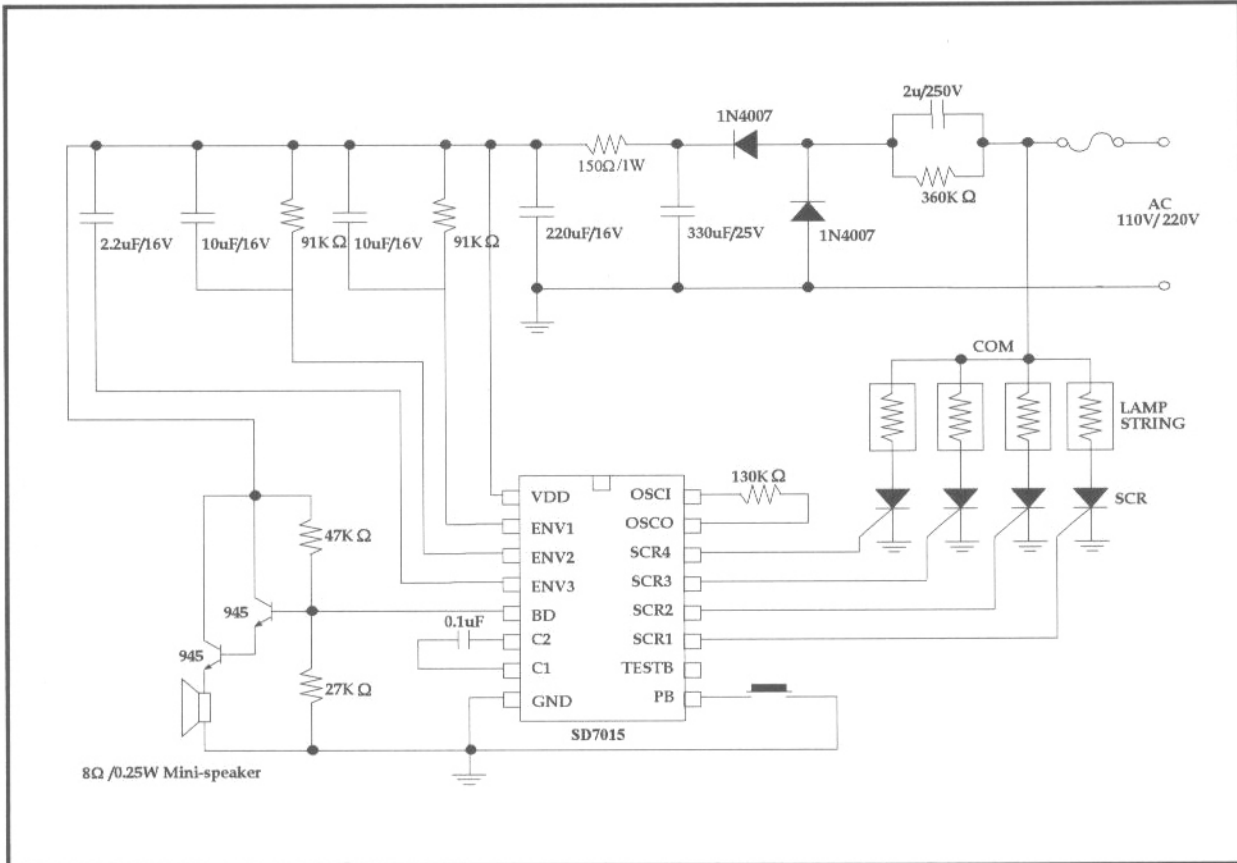 2u/250V
1N4007
150Ω/1W
360K Ω
AC
110V/220V
2.2uF/16V
10uF/16V
91K Ω
10uF/16V
91K Ω
220uF/16V
330uF/25V
1N4007
COM
LAMP
STRING
SCR
130K Ω
VDD
OSCI
ENV1
OSCO
ENV2
SCR4
ENV3
SCR3
BD
SCR2
C2
SCR1
C1
TESTB
GND
PB
SD7015
47K Ω
945
0.1uF
945
27K Ω
8Ω /0.25W Mini-speaker